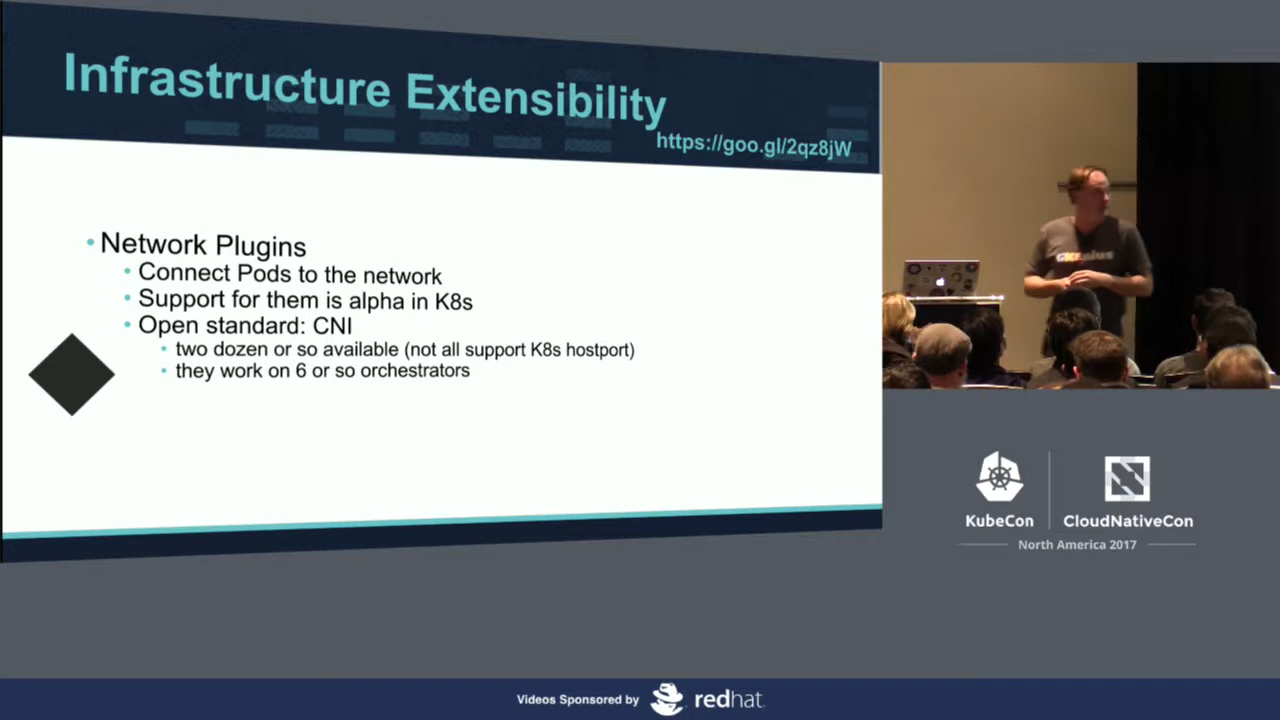 Infrastructure Extensibility
https://goo.gl/2qz8jW
• Network Plugins
• Connect Pods to the network
• Support for them is alpha in K8s
• Open standard: CNI
• two dozen or so available (not all support K8s hostport)
• they work on 6 or so orchestrators
KubeCon
CloudNativeCon
North America 2017
Videos Sponsored by redhat